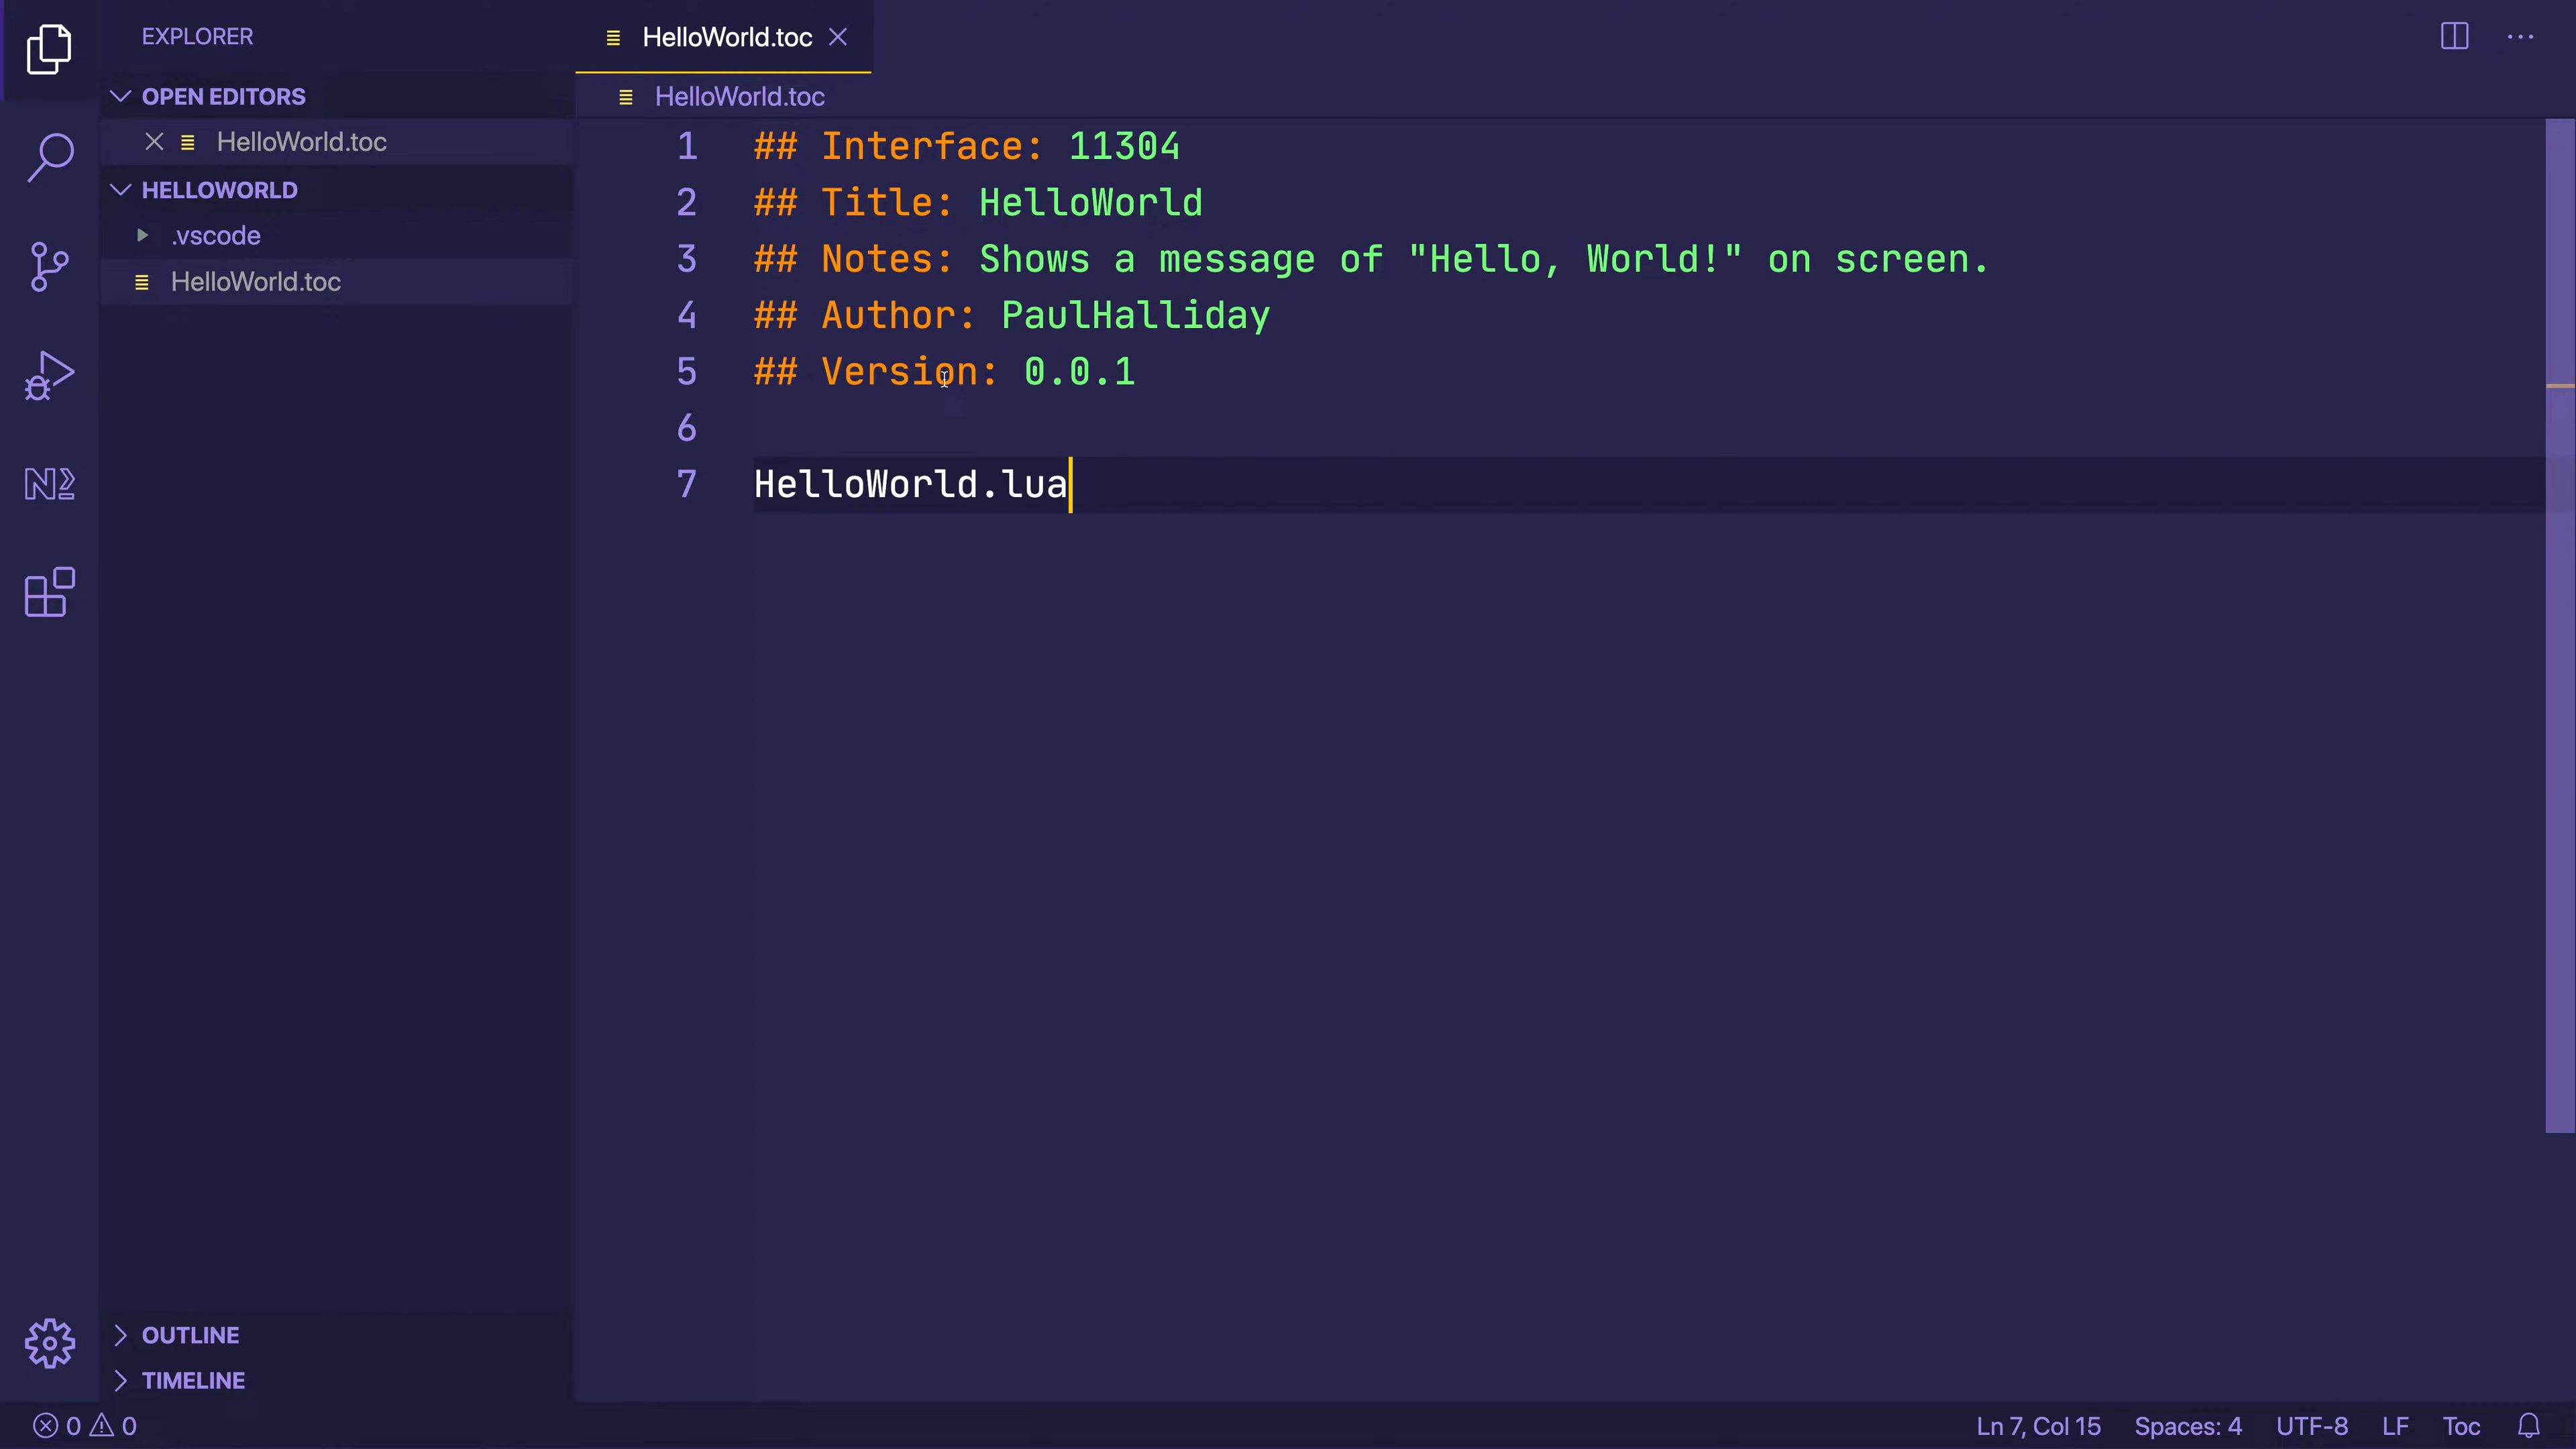 EXPLORER
OPEN EDITORS
HelloWorld.toc
HELLOWORLD
.vscode
HelloWorld.toc
OUTLINE
TIMELINE
HelloWorld.toc
HelloWorld.toc
1 ## Interface: 11304
2 ## Title: HelloWorld
3 ## Notes: Shows a message of "Hello, World!" on screen.
4 ## Author: PaulHalliday
5 ## Version: 0.0.1
6
7 HelloWorld.lua
0 0 Ln 7, Col 15 Spaces: 4 UTF-8 LF Toc